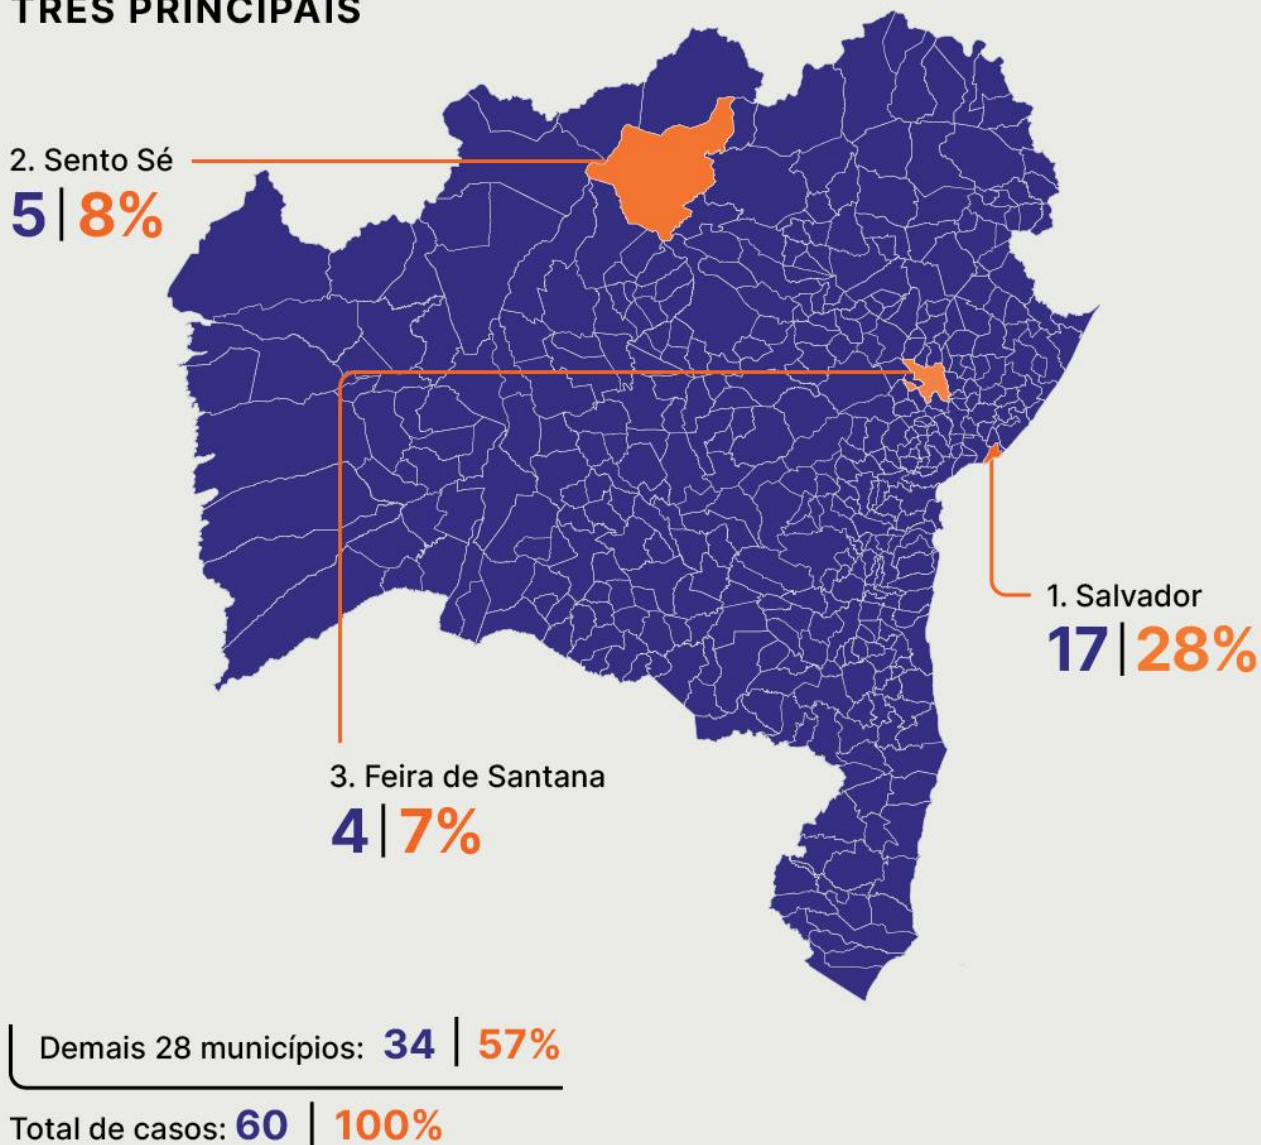 TRÊS PRINCIPAIS
2. Sento Sé
5 | 8%
1. Salvador
17 | 28%
3. Feira de Santana
4 | 7%
Demais 28 municípios: 34 | 57%
Total de casos: 60 | 100%